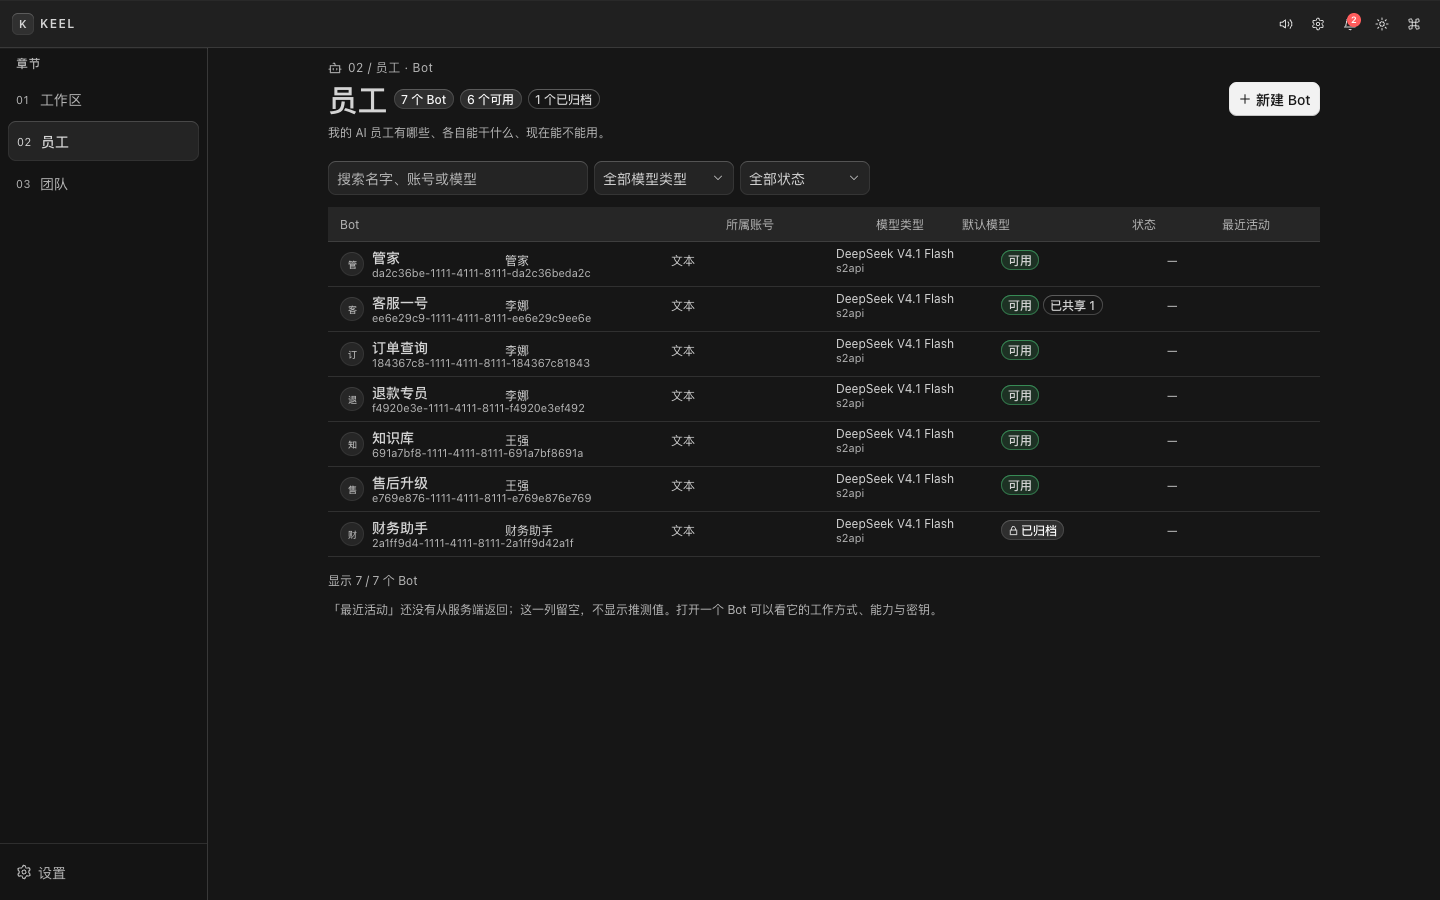 K KEEL
2
章节
01 工作区
02 员工
03 团队
设置
02 / 员工 · Bot
员工 7 个 Bot 6 个可用 1 个已归档
新建 Bot
我的 AI 员工有哪些、各自能干什么、现在能不能用。
搜索名字、账号或模型 全部模型类型 全部状态
Bot 所属账号 模型类型 默认模型 状态 最近活动
管 管家 管家 文本 DeepSeek V4.1 Flash 可用 —
da2c36be-1111-4111-8111-da2c36beda2c s2api
客 客服一号 李娜 文本 DeepSeek V4.1 Flash 可用 已共享 1 —
ee6e29c9-1111-4111-8111-ee6e29c9ee6e s2api
订 订单查询 李娜 文本 DeepSeek V4.1 Flash 可用 —
184367c8-1111-4111-8111-184367c81843 s2api
退 退款专员 李娜 文本 DeepSeek V4.1 Flash 可用 —
f4920e3e-1111-4111-8111-f4920e3ef492 s2api
知 知识库 王强 文本 DeepSeek V4.1 Flash 可用 —
691a7bf8-1111-4111-8111-691a7bf8691a s2api
售 售后升级 王强 文本 DeepSeek V4.1 Flash 可用 —
e769e876-1111-4111-8111-e769e876e769 s2api
财 财务助手 财务助手 文本 DeepSeek V4.1 Flash 已归档 —
2a1ff9d4-1111-4111-8111-2a1ff9d42a1f s2api
显示 7 / 7 个 Bot
「最近活动」还没有从服务端返回；这一列留空，不显示推测值。打开一个 Bot 可以看它的工作方式、能力与密钥。